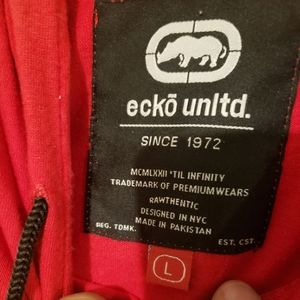 eckō unltd.
SINCE 1972
MCMLXXII 'TIL INFINITY
TRADEMARK OF PREMIUMWEARS
RAWTHENTIC
DESIGNED IN NYC
REG. TDMK. MADE IN PAKISTAN EST. CST.
L